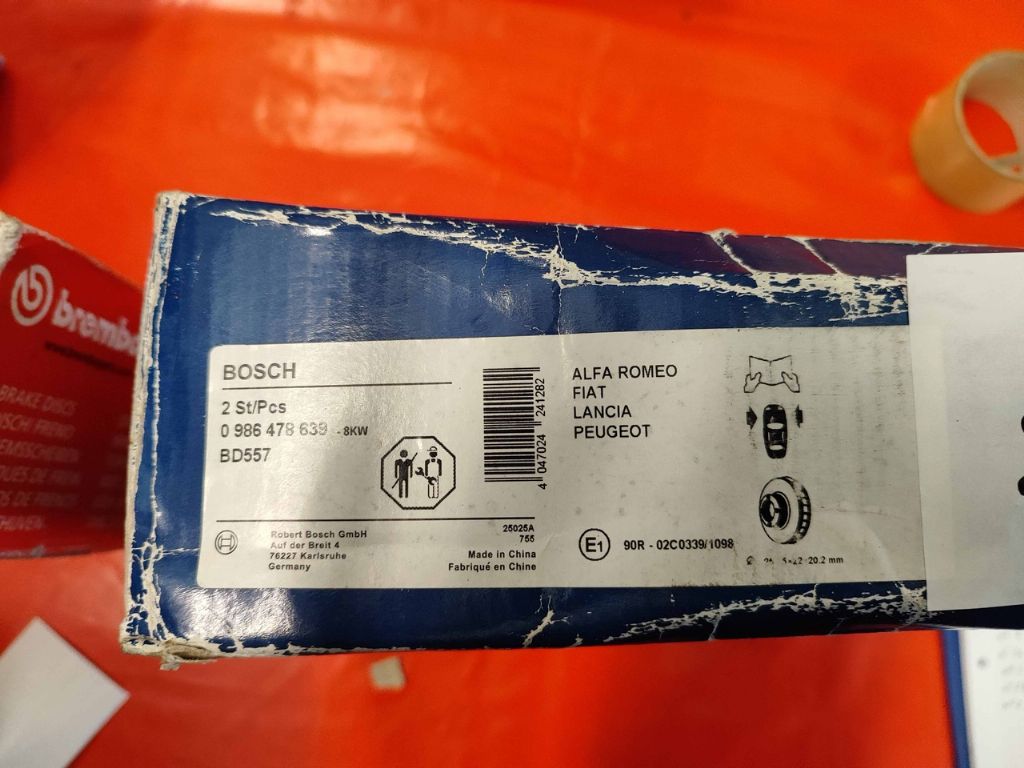 BOSCH
2 St/Pcs
0 986 478 639 - 8KW
BD557
Robert Bosch GmbH
Auf der Breit 4
76227 Karlsruhe
Germany
25025A
755
Made in China
Fabriqué en Chine
4 047024 241282
ALFA ROMEO
FIAT
LANCIA
PEUGEOT
E1
90R - 02C0339/1098
20.2 mm
brembo
BRAKE DISCS